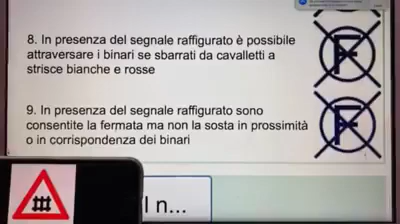 8. In presenza del segnale raffigurato è possibile
attraversare i binari se sbarrati da cavalletti a
strisce bianche e rosse
9. In presenza del segnale raffigurato sono
consentite la fermata ma non la sosta in prossimità
o in corrispondenza dei binari
l n...